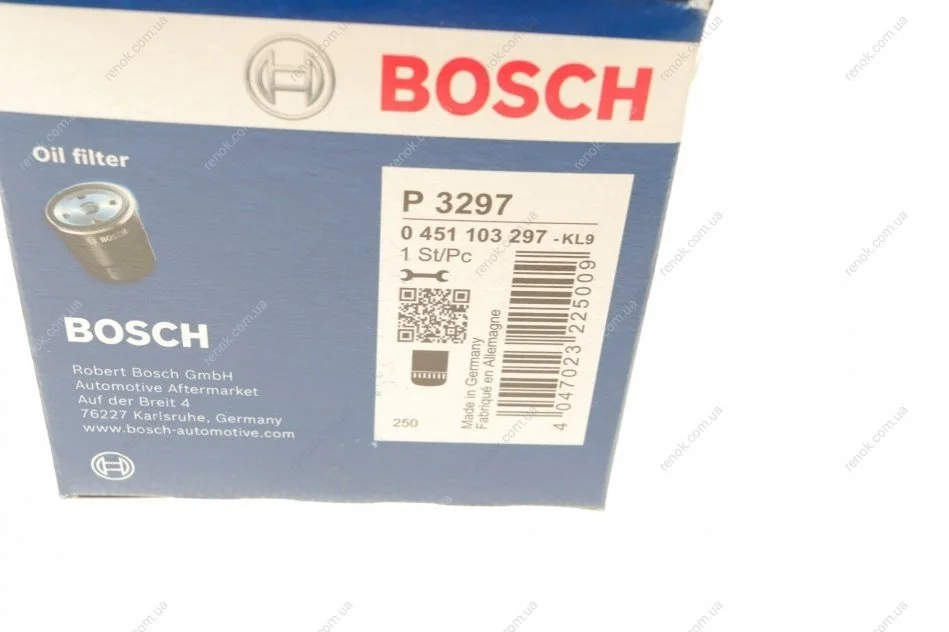 BOSCH
Oil filter
BOSCH
BOSCH
Robert Bosch GmbH
Automotive Aftermarket
Auf der Breit 4
76227 Karlsruhe, Germany
www.bosch-automotive.com
P 3297
0 451 103 297 -KL9
1 St/Pc
250
Made in Germany
Fabriqué en Allemagne
4 047023 225009
renok.com.ua